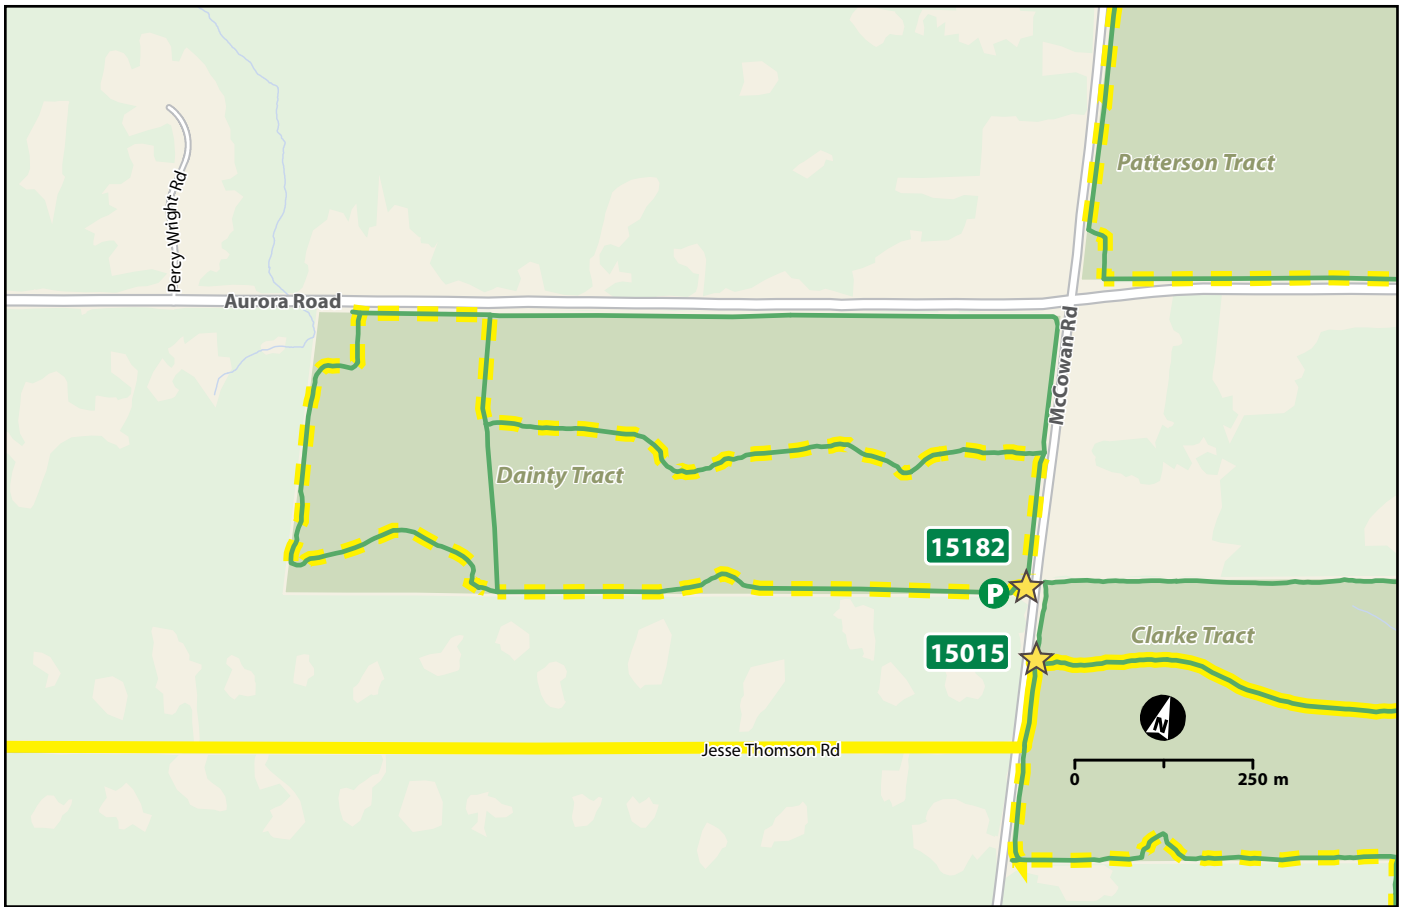 Patterson Tract
Percy Wright Rd
Aurora Road
McCowan Rd
Dainty Tract
15182
P
15015
Clarke Tract
N
Jesse Thomson Rd
0 250 m